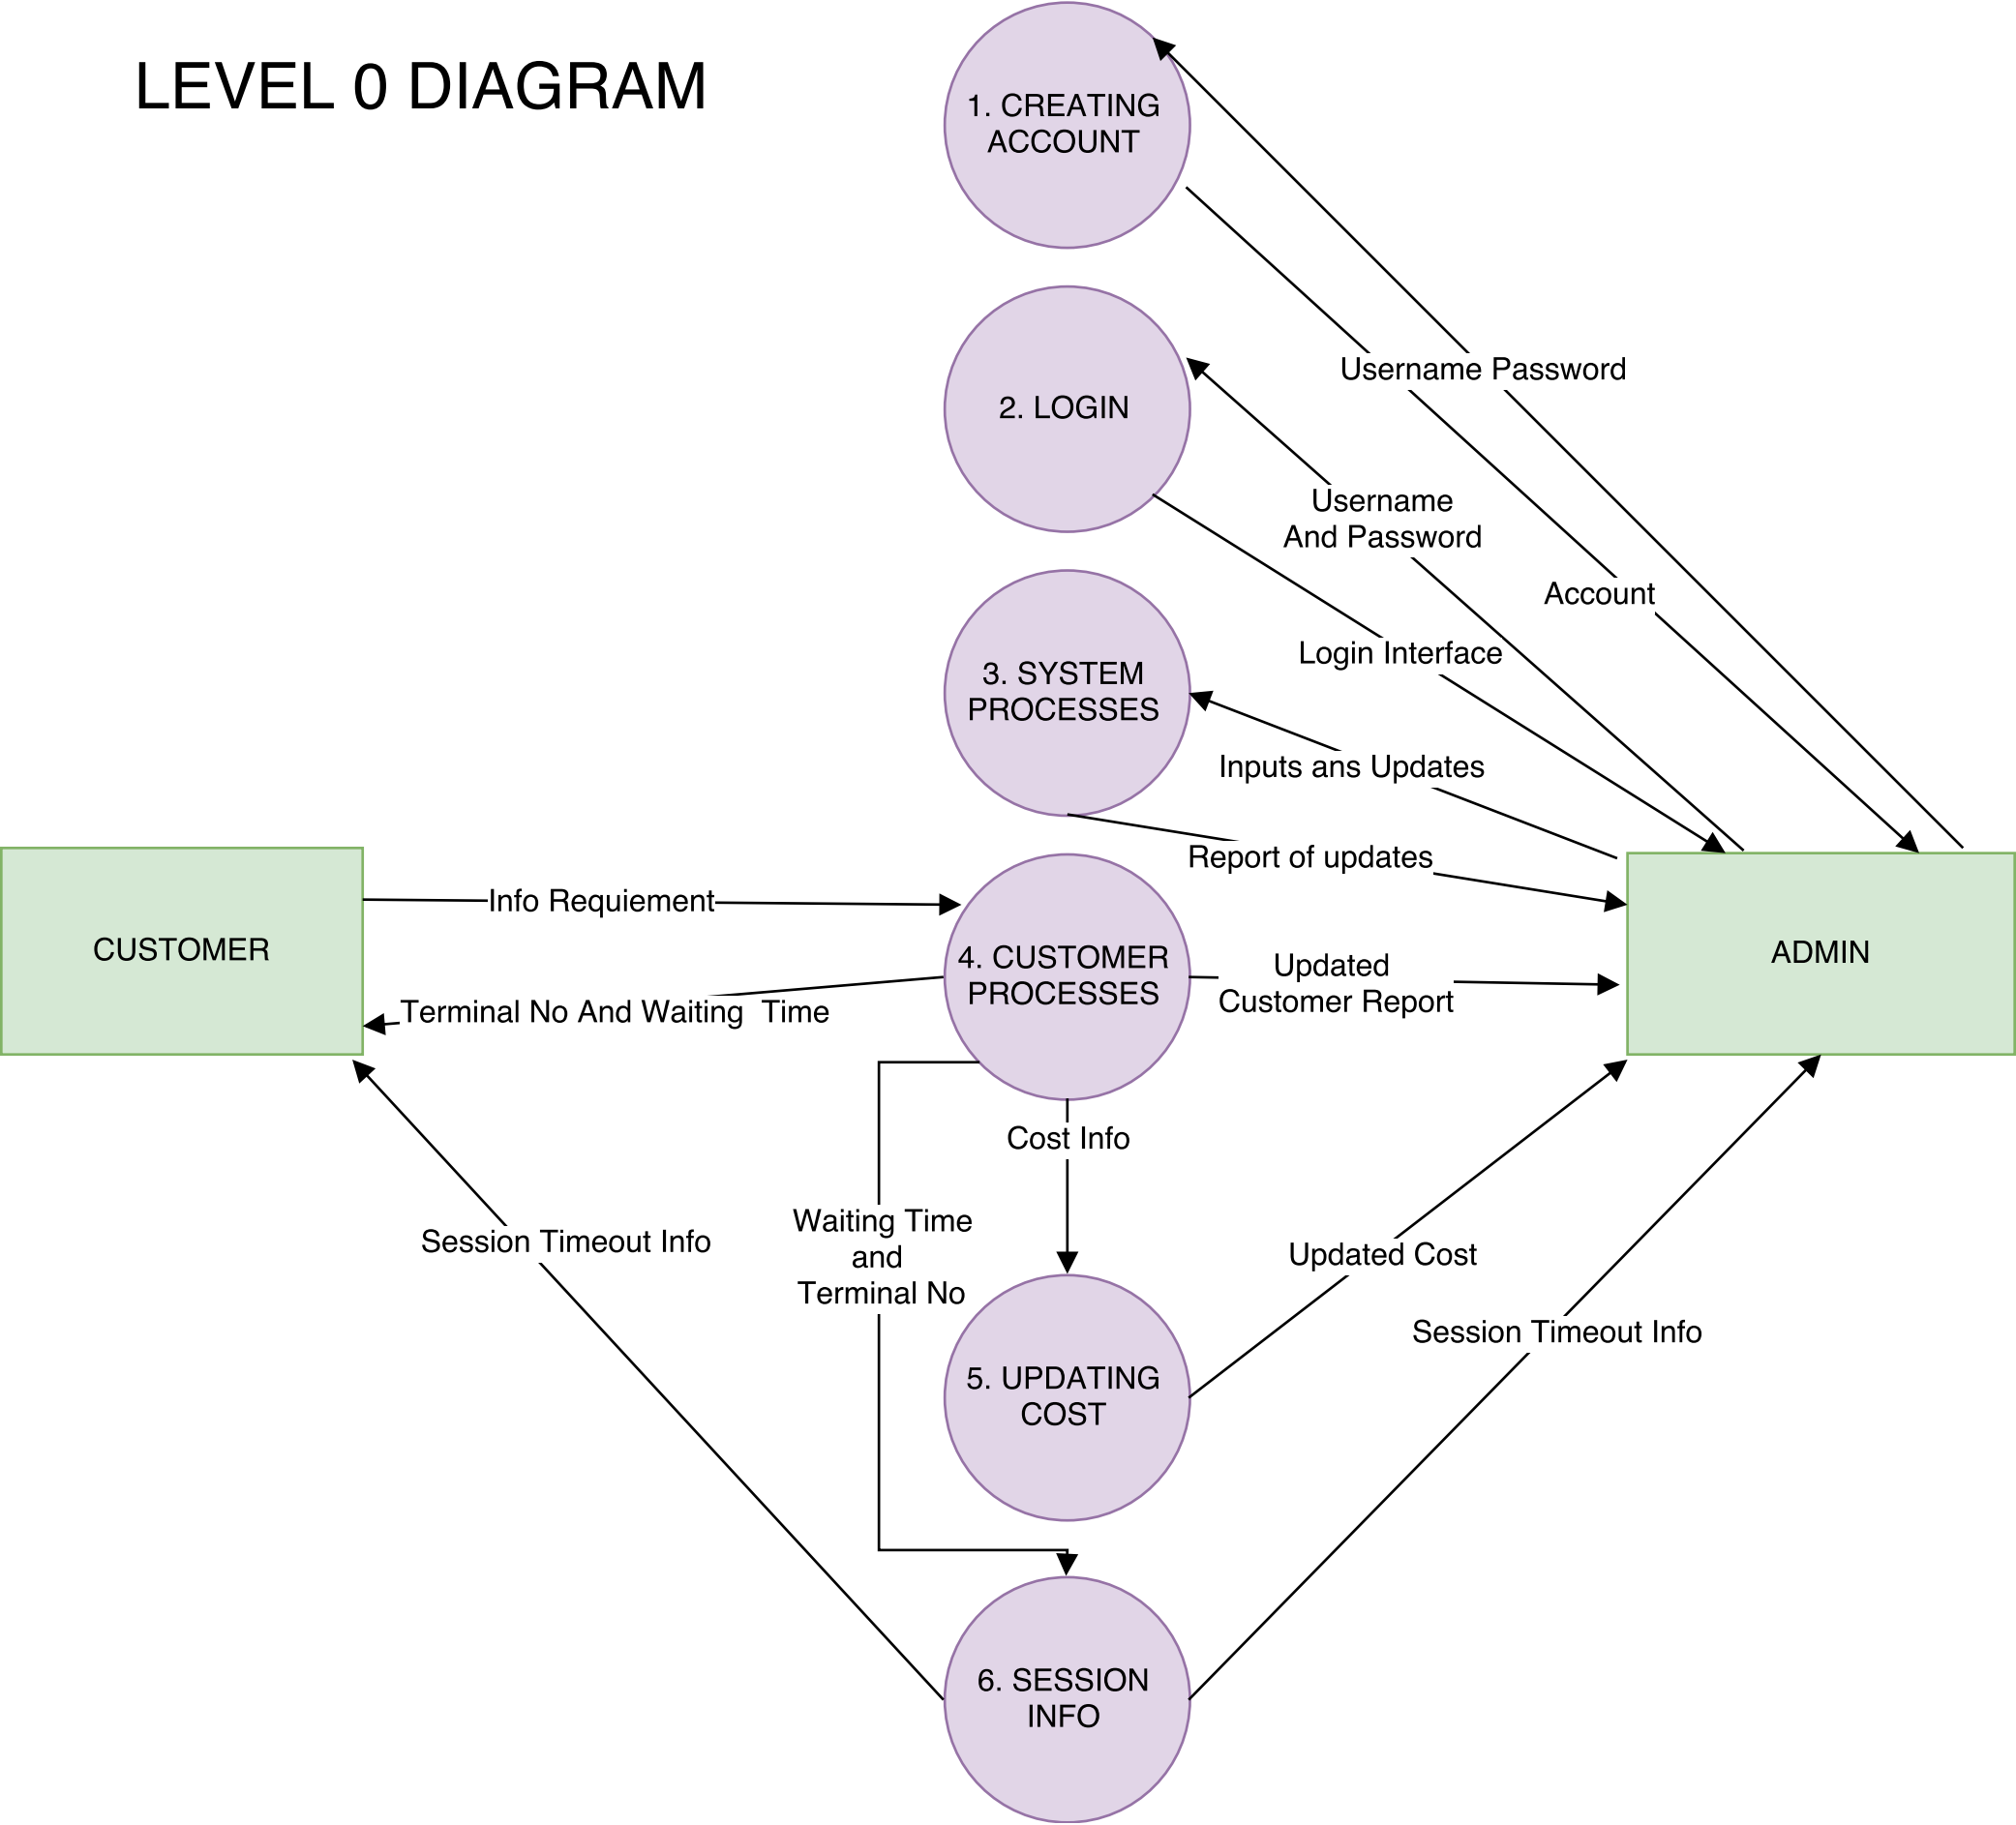 LEVEL 0 DIAGRAM
1. CREATING
ACCOUNT
Username Password
2. LOGIN
Username
And Password
Account
Login Interface
3. SYSTEM
PROCESSES
Inputs ans Updates
Report of updates
Info Requiement
CUSTOMER
4. CUSTOMER
PROCESSES
Updated
Customer Report
ADMIN
Terminal No And Waiting  Time
Cost Info
Waiting Time
and
Terminal No
Session Timeout Info
Updated Cost
Session Timeout Info
5. UPDATING
COST
6. SESSION
INFO